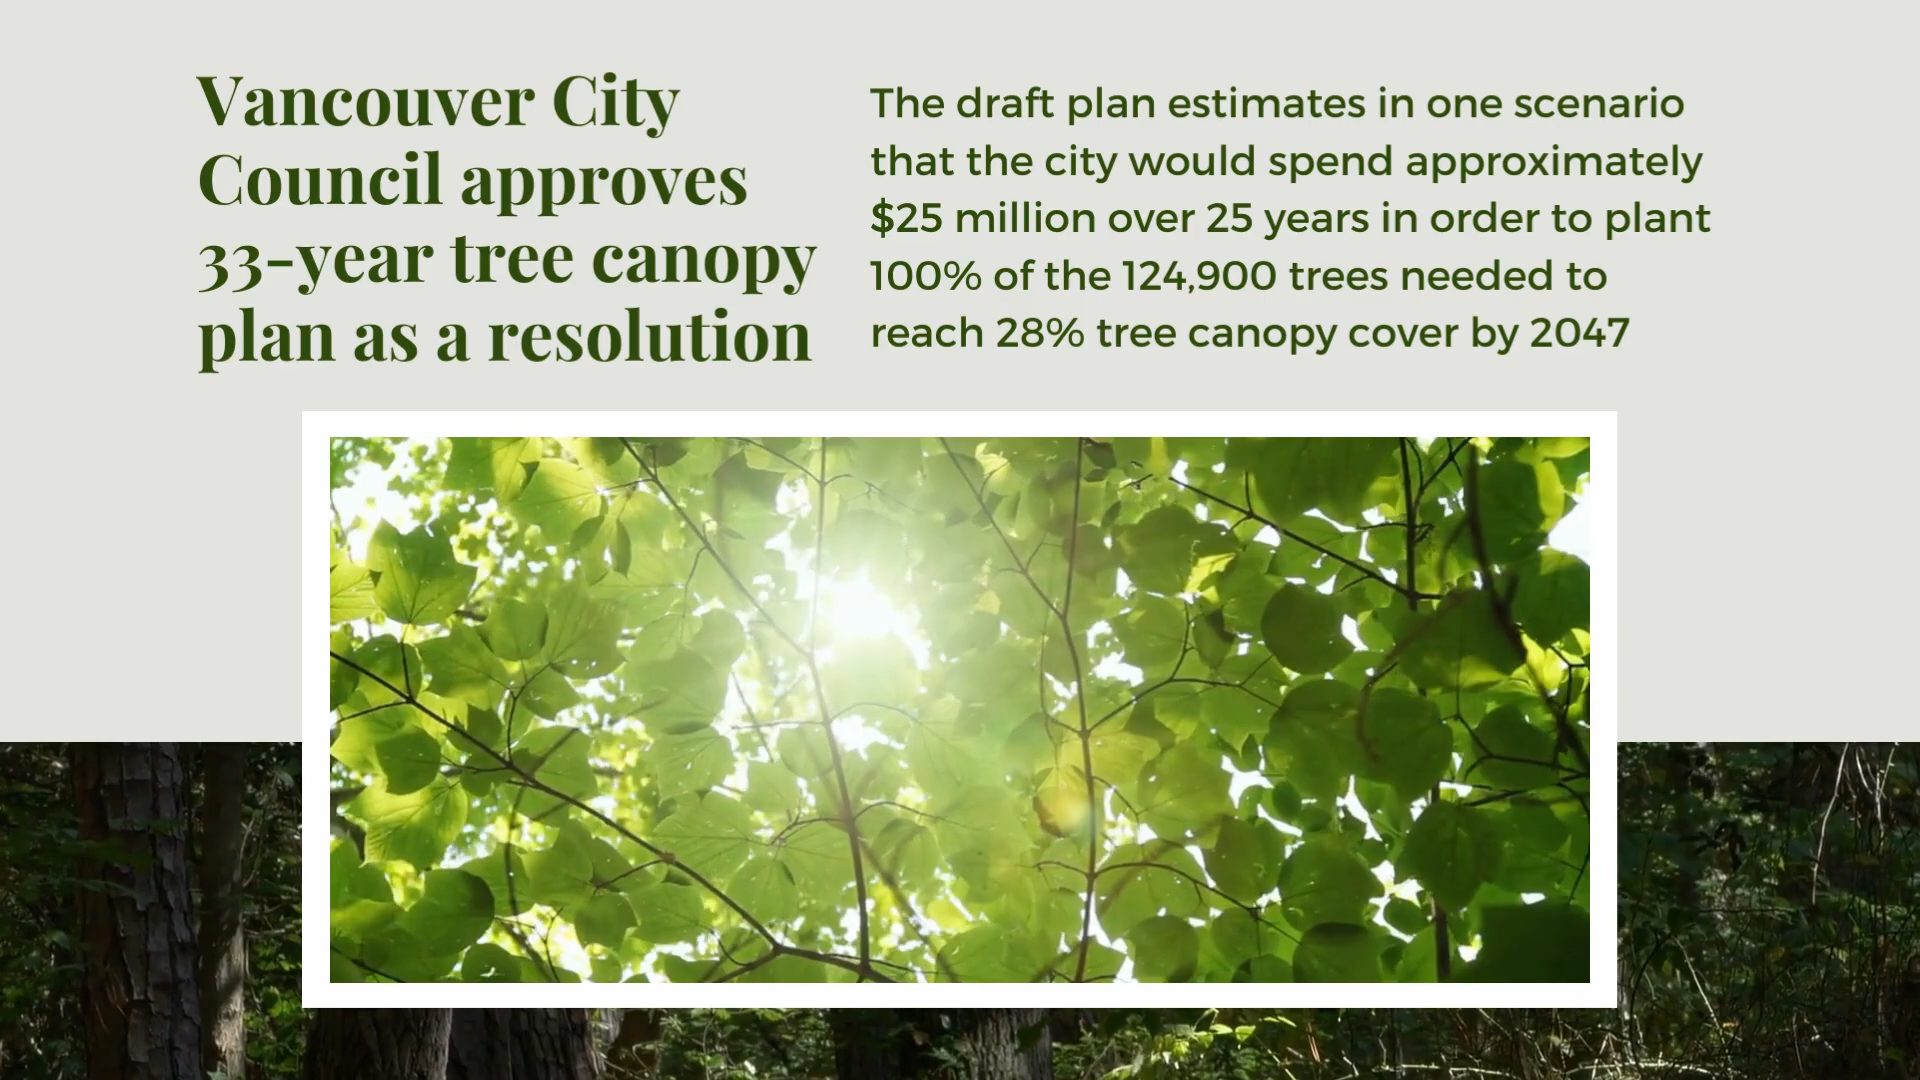 Vancouver City
Council approves
33-year tree canopy
plan as a resolution
The draft plan estimates in one scenario
that the city would spend approximately
$25 million over 25 years in order to plant
100% of the 124,900 trees needed to
reach 28% tree canopy cover by 2047